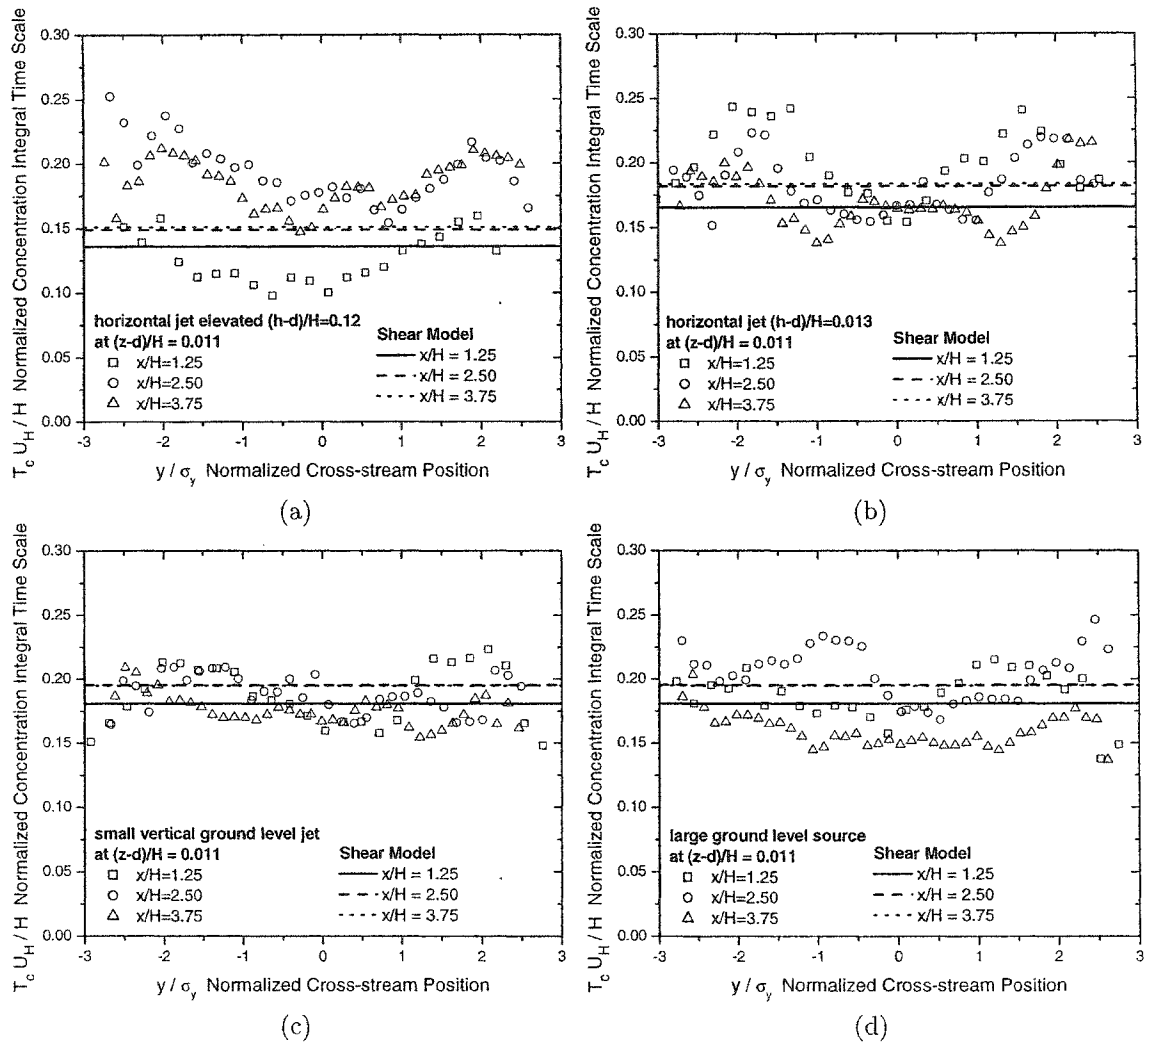 T_c U_H / H Normalized Concentration Integral Time Scale
0.30
0.25
0.20
0.15
0.10
0.05
0.00
horizontal jet elevated (h-d)/H=0.12
at (z-d)/H = 0.011
x/H=1.25
x/H=2.50
x/H=3.75
Shear Model
x/H = 1.25
x/H = 2.50
x/H = 3.75
-3 -2 -1 0 1 2 3
y / σ_y Normalized Cross-stream Position
(a)
T_c U_H / H Normalized Concentration Integral Time Scale
0.30
0.25
0.20
0.15
0.10
0.05
0.00
horizontal jet (h-d)/H=0.013
at (z-d)/H = 0.011
x/H=1.25
x/H=2.50
x/H=3.75
Shear Model
x/H = 1.25
x/H = 2.50
x/H = 3.75
-3 -2 -1 0 1 2 3
y / σ_y Normalized Cross-stream Position
(b)
T_c U_H / H Normalized Concentration Integral Time Scale
0.30
0.25
0.20
0.15
0.10
0.05
0.00
small vertical ground level jet
at (z-d)/H = 0.011
x/H=1.25
x/H=2.50
x/H=3.75
Shear Model
x/H = 1.25
x/H = 2.50
x/H = 3.75
-3 -2 -1 0 1 2 3
y / σ_y Normalized Cross-stream Position
(c)
T_c U_H / H Normalized Concentration Integral Time Scale
0.30
0.25
0.20
0.15
0.10
0.05
0.00
large ground level source
at (z-d)/H = 0.011
x/H=1.25
x/H=2.50
x/H=3.75
Shear Model
x/H = 1.25
x/H = 2.50
x/H = 3.75
-3 -2 -1 0 1 2 3
y / σ_y Normalized Cross-stream Position
(d)